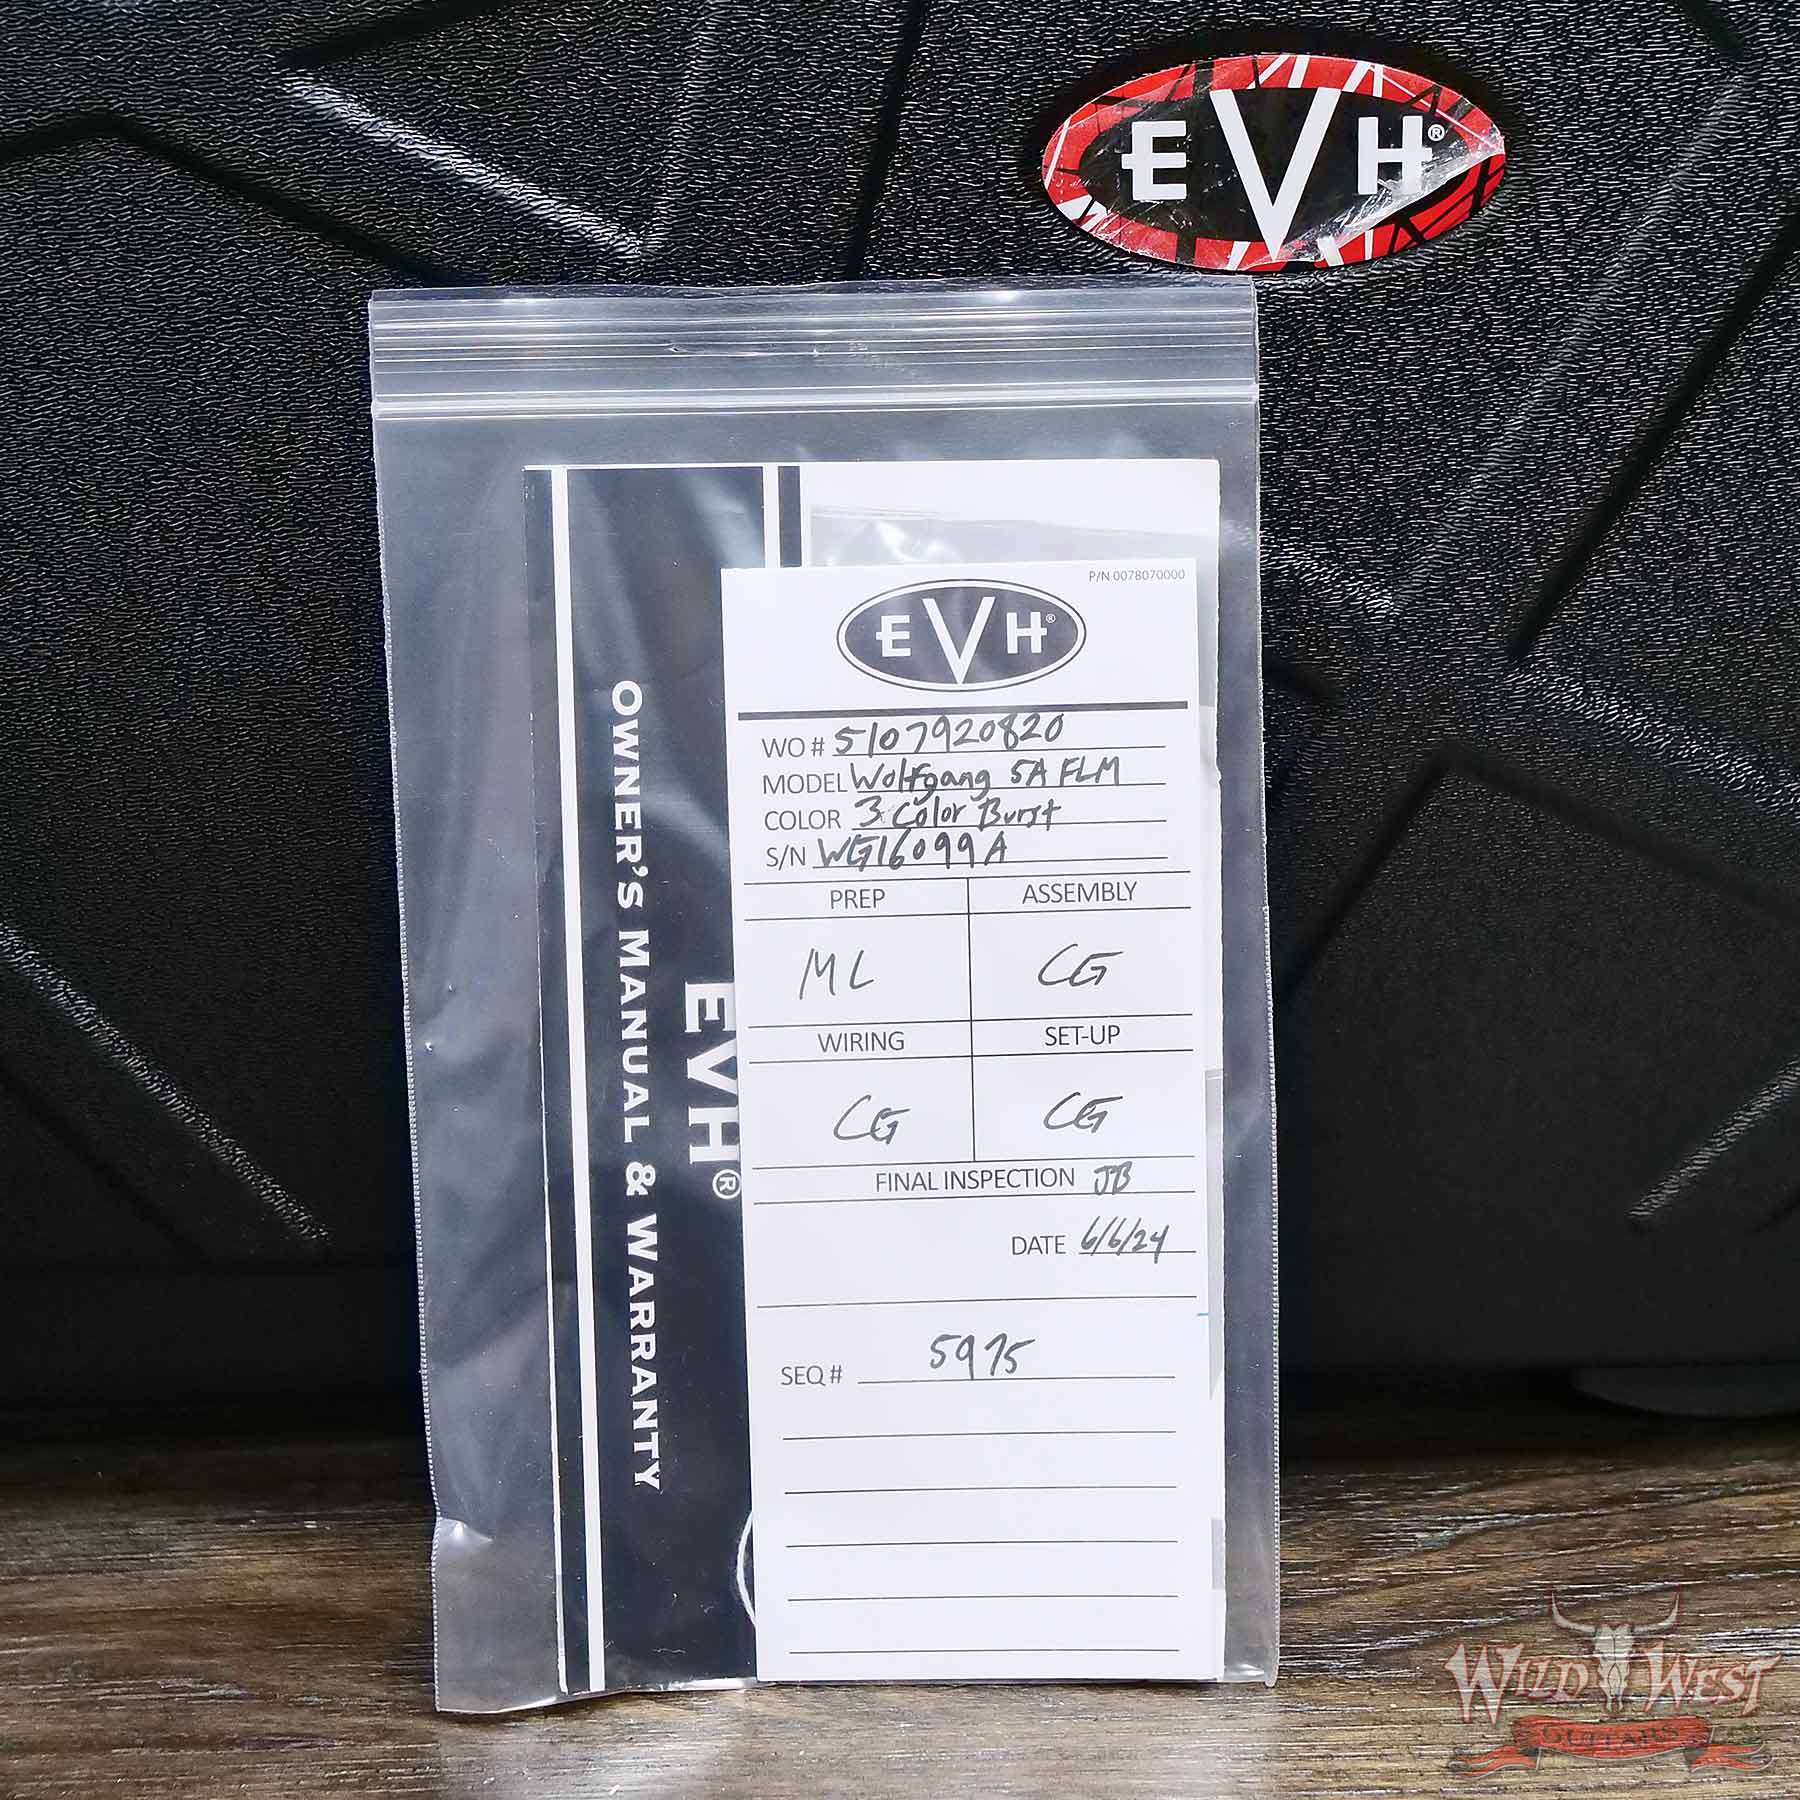 EVH®
P/N 0078070000
EVH®
WO # 5107920820
MODEL Wolfgang 5A FLM
COLOR 3 Color Burst
S/N WG16099A
PREP ASSEMBLY
ML CG
WIRING SET-UP
CG CG
FINAL INSPECTION JB
DATE 6/6/24
SEQ # 5975
OWNER'S MANUAL & WARRANTY
EVH®
WILD WEST
GUITARS